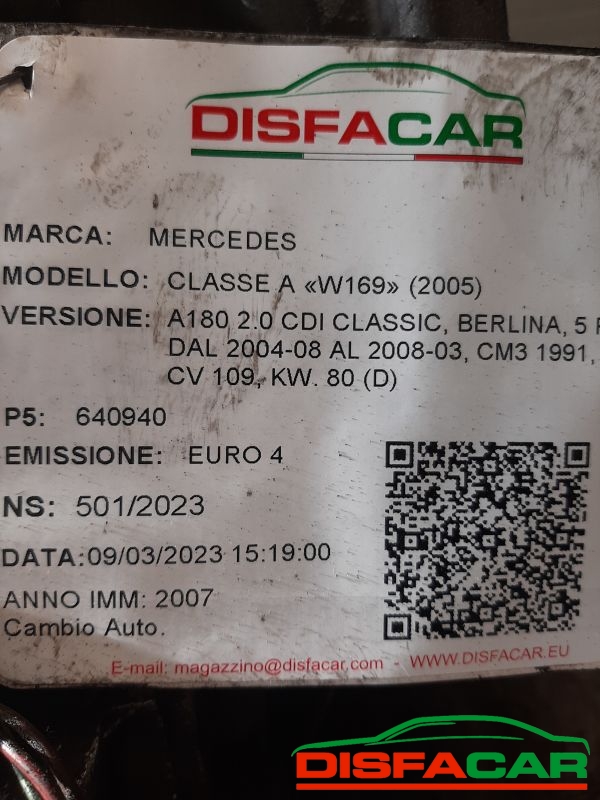 DISFACAR
MARCA: MERCEDES
MODELLO: CLASSE A «W169» (2005)
VERSIONE: A180 2.0 CDI CLASSIC, BERLINA, 5
DAL 2004-08 AL 2008-03, CM3 1991,
CV 109, KW. 80 (D)
P5: 640940
EMISSIONE: EURO 4
NS: 501/2023
DATA:09/03/2023 15:19:00
ANNO IMM: 2007
Cambio Auto.
E-mail: magazzino@disfacar.com - WWW.DISFACAR.EU
DISFACAR